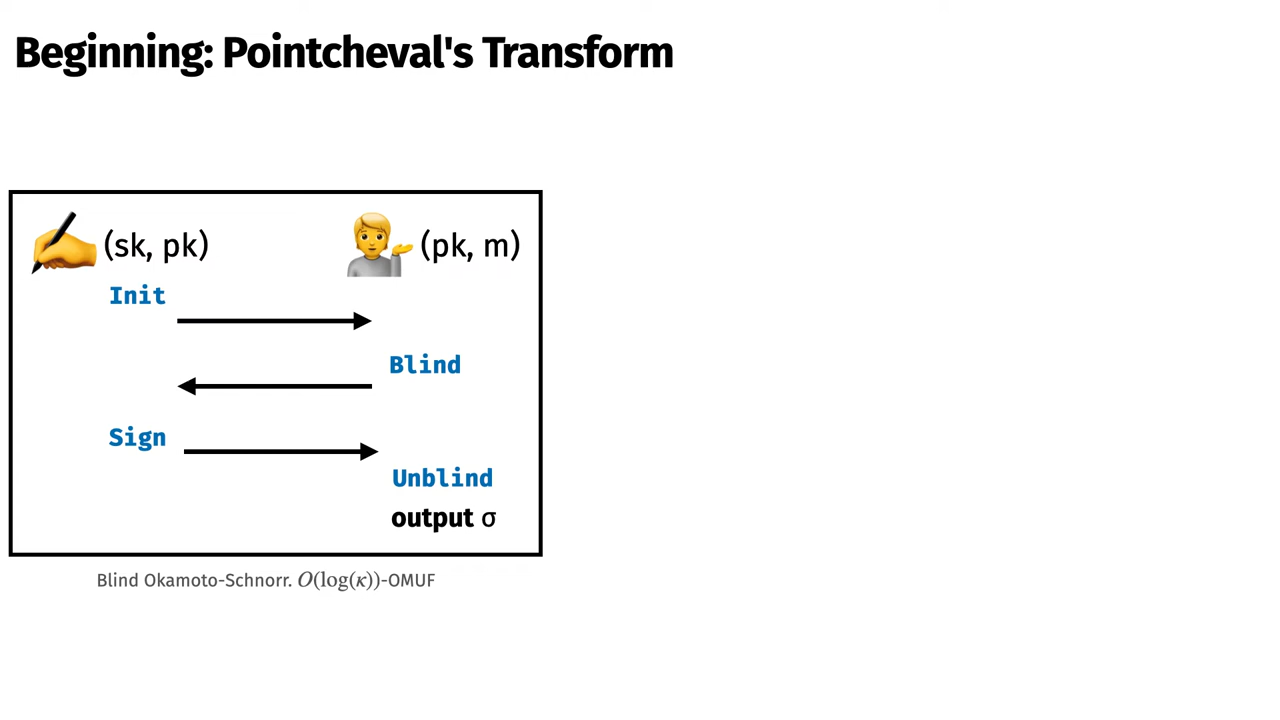 Beginning: Pointcheval's Transform
(sk, pk)
(pk, m)
Init
Blind
Sign
Unblind
output σ
Blind Okamoto-Schnorr. O(log(κ))-OMUF